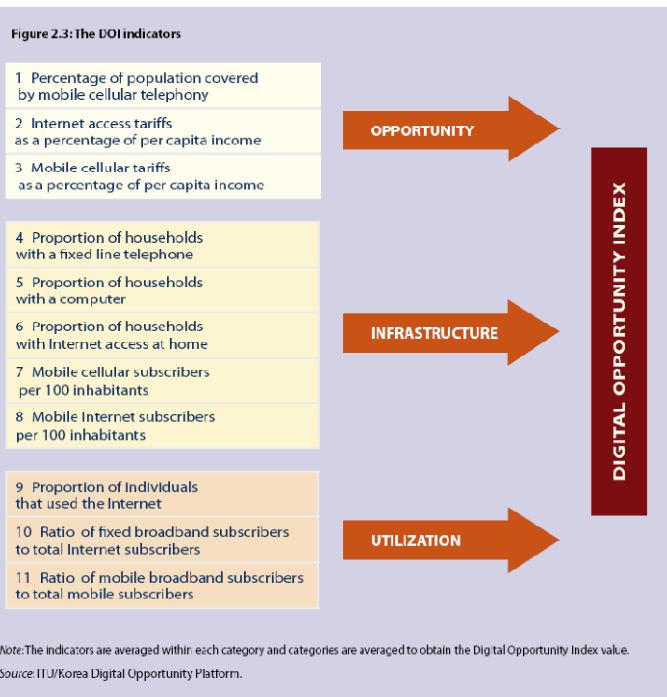 Figure 2.3: The DOI indicators
1 Percentage of population covered
by mobile cellular telephony
2 Internet access tariffs
as a percentage of per capita income
3 Mobile cellular tariffs
as a percentage of per capita income
OPPORTUNITY
4 Proportion of households
with a fixed line telephone
5 Proportion of households
with a computer
6 Proportion of households
with Internet access at home
7 Mobile cellular subscribers
per 100 inhabitants
8 Mobile Internet subscribers
per 100 inhabitants
INFRASTRUCTURE
9 Proportion of individuals
that used the Internet
10 Ratio of fixed broadband subscribers
to total Internet subscribers
11 Ratio of mobile broadband subscribers
to total mobile subscribers
UTILIZATION
DIGITAL OPPORTUNITY INDEX
Note: The indicators are averaged within each category and categories are averaged to obtain the Digital Opportunity Index value.
Source: ITU/Korea Digital Opportunity Platform.